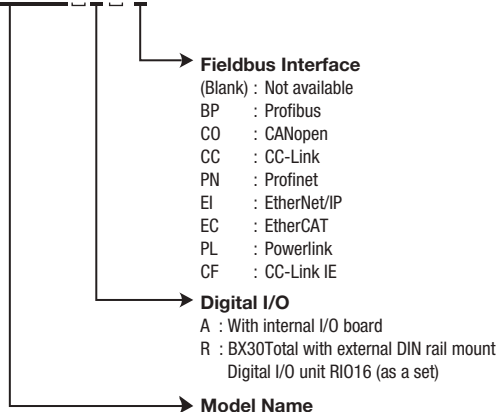 Fieldbus Interface
(Blank) : Not available
BP : Profibus
CO : CANopen
CC : CC-Link
PN : Profinet
EI : EtherNet/IP
EC : EtherCAT
PL : Powerlink
CF : CC-Link IE
Digital I/O
A : With internal I/O board
R : BX30Total with external DIN rail mount
Digital I/O unit RIO16 (as a set)
Model Name